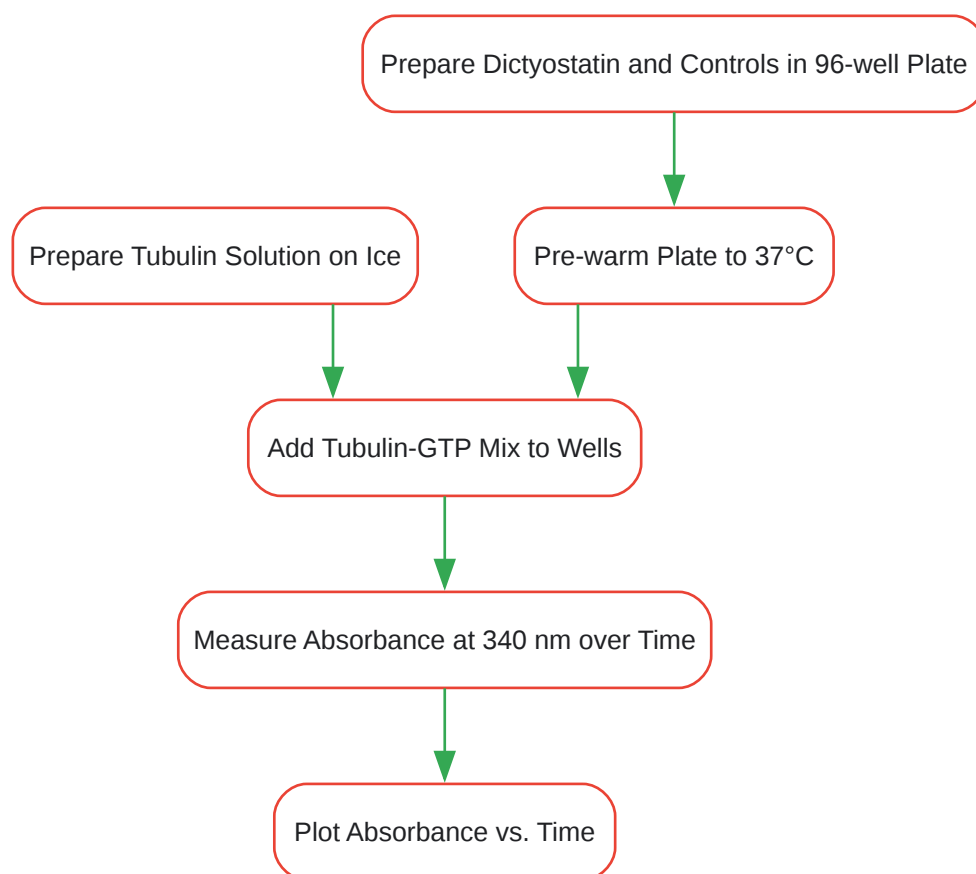 Prepare Dictyostatin and Controls in 96-well Plate
Prepare Tubulin Solution on Ice
Pre-warm Plate to 37°C
Add Tubulin-GTP Mix to Wells
Measure Absorbance at 340 nm over Time
Plot Absorbance vs. Time